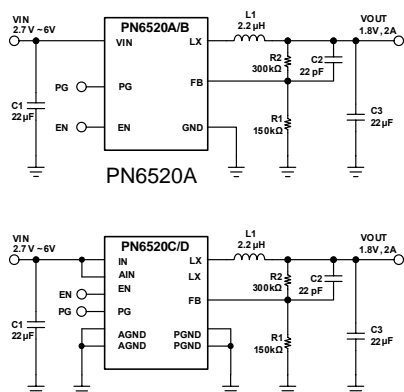 VIN
2.7V~6V
PN6520A/B
VIN
LX
L1
2.2 µH
VOUT
1.8V, 2A
R2
300kΩ
C2
22 pF
PG
PG
FB
C1
22µF
EN
EN
GND
R1
150kΩ
C3
22µF
PN6520A
VIN
2.7V~6V
PN6520C/D
IN
AIN
LX
LX
L1
2.2 µH
VOUT
1.8V, 2A
R2
300kΩ
C2
22 pF
EN
EN
FB
PG
PG
C1
22µF
AGND
AGND
PGND
PGND
R1
150kΩ
C3
22µF